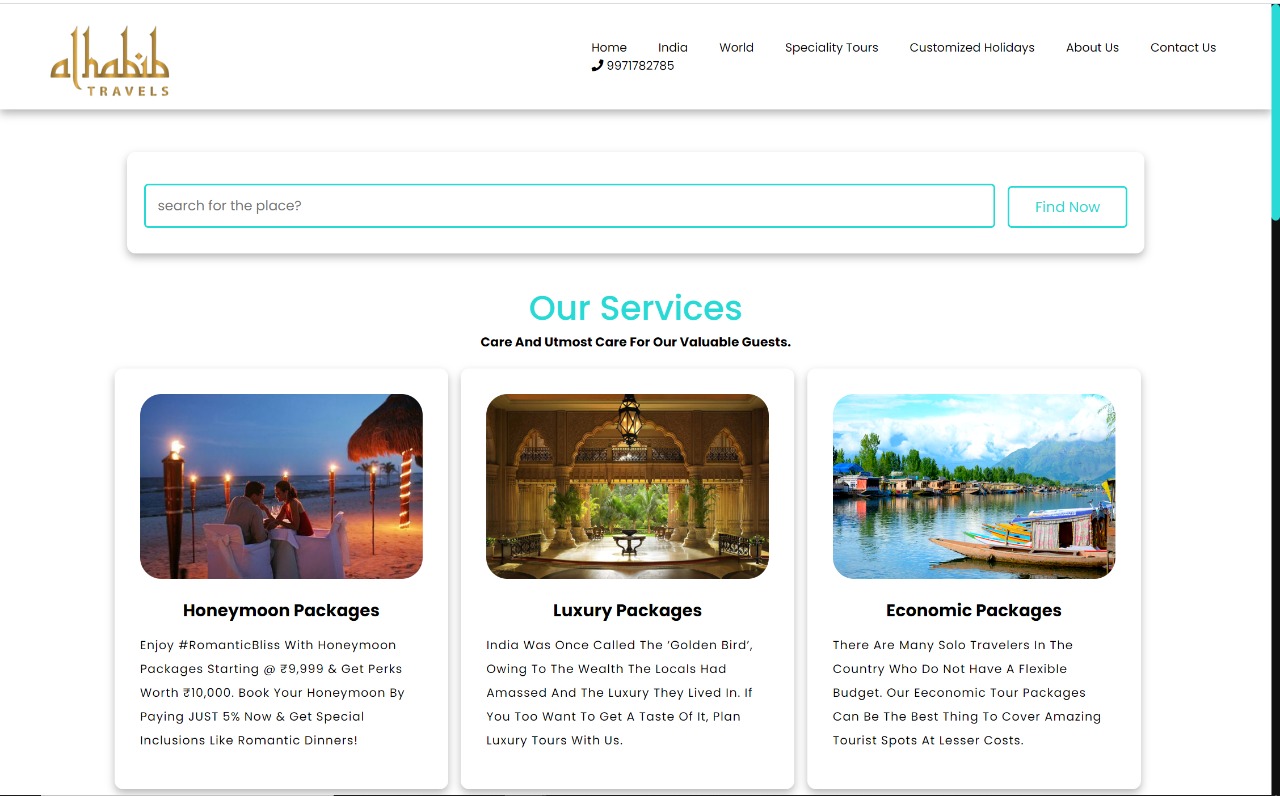 alhabib
TRAVELS
Home India World Speciality Tours Customized Holidays About Us Contact Us
9971782785
search for the place?
Find Now
Our Services
Care And Utmost Care For Our Valuable Guests.
Honeymoon Packages
Enjoy #RomanticBliss With Honeymoon
Packages Starting @ ₹9,999 & Get Perks
Worth ₹10,000. Book Your Honeymoon By
Paying JUST 5% Now & Get Special
Inclusions Like Romantic Dinners!
Luxury Packages
India Was Once Called The ‘Golden Bird’,
Owing To The Wealth The Locals Had
Amassed And The Luxury They Lived In. If
You Too Want To Get A Taste Of It, Plan
Luxury Tours With Us.
Economic Packages
There Are Many Solo Travelers In The
Country Who Do Not Have A Flexible
Budget. Our Eeconomic Tour Packages
Can Be The Best Thing To Cover Amazing
Tourist Spots At Lesser Costs.